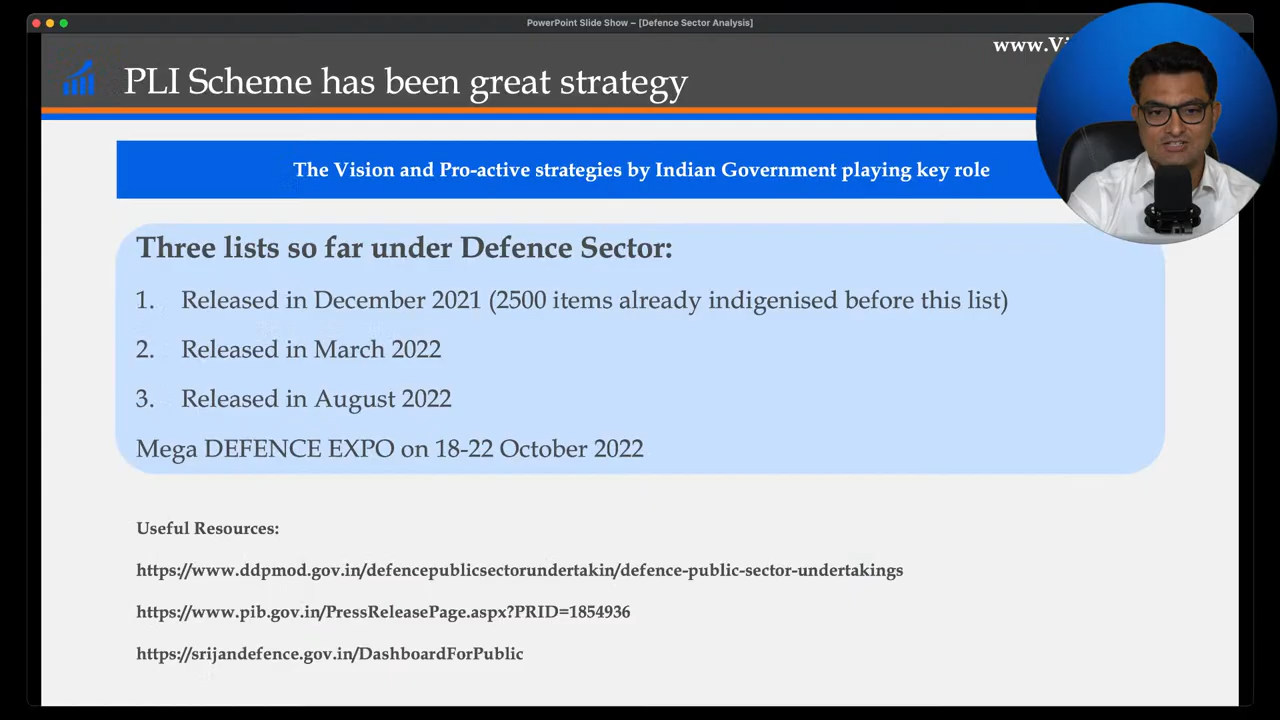 PowerPoint Slide Show – [Defence Sector Analysis]
PLI Scheme has been great strategy
The Vision and Pro-active strategies by Indian Government playing key role
Three lists so far under Defence Sector:
1. Released in December 2021 (2500 items already indigenised before this list)
2. Released in March 2022
3. Released in August 2022
Mega DEFENCE EXPO on 18-22 October 2022
Useful Resources:
https://www.ddpmod.gov.in/defencepublicsectorundertakin/defence-public-sector-undertakings
https://www.pib.gov.in/PressReleasePage.aspx?PRID=1854936
https://srijandefence.gov.in/DashboardForPublic